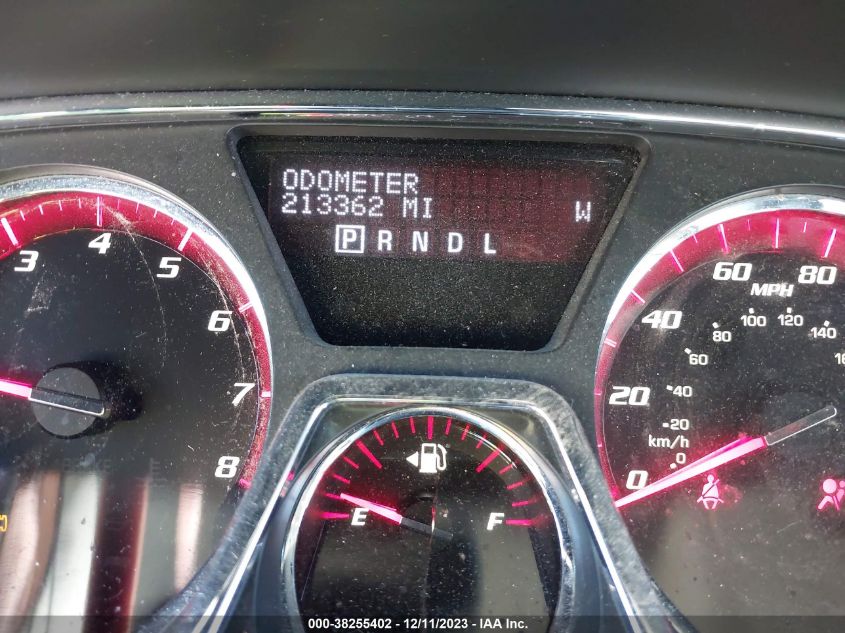 ODOMETER
213362 MI W
P R N D L
3 4 5 6 7 8
E F
0 20 40 60 80
MPH
0 20 40 60 80 100 120 140
km/h
000-38255402 - 12/11/2023 - IAA Inc.